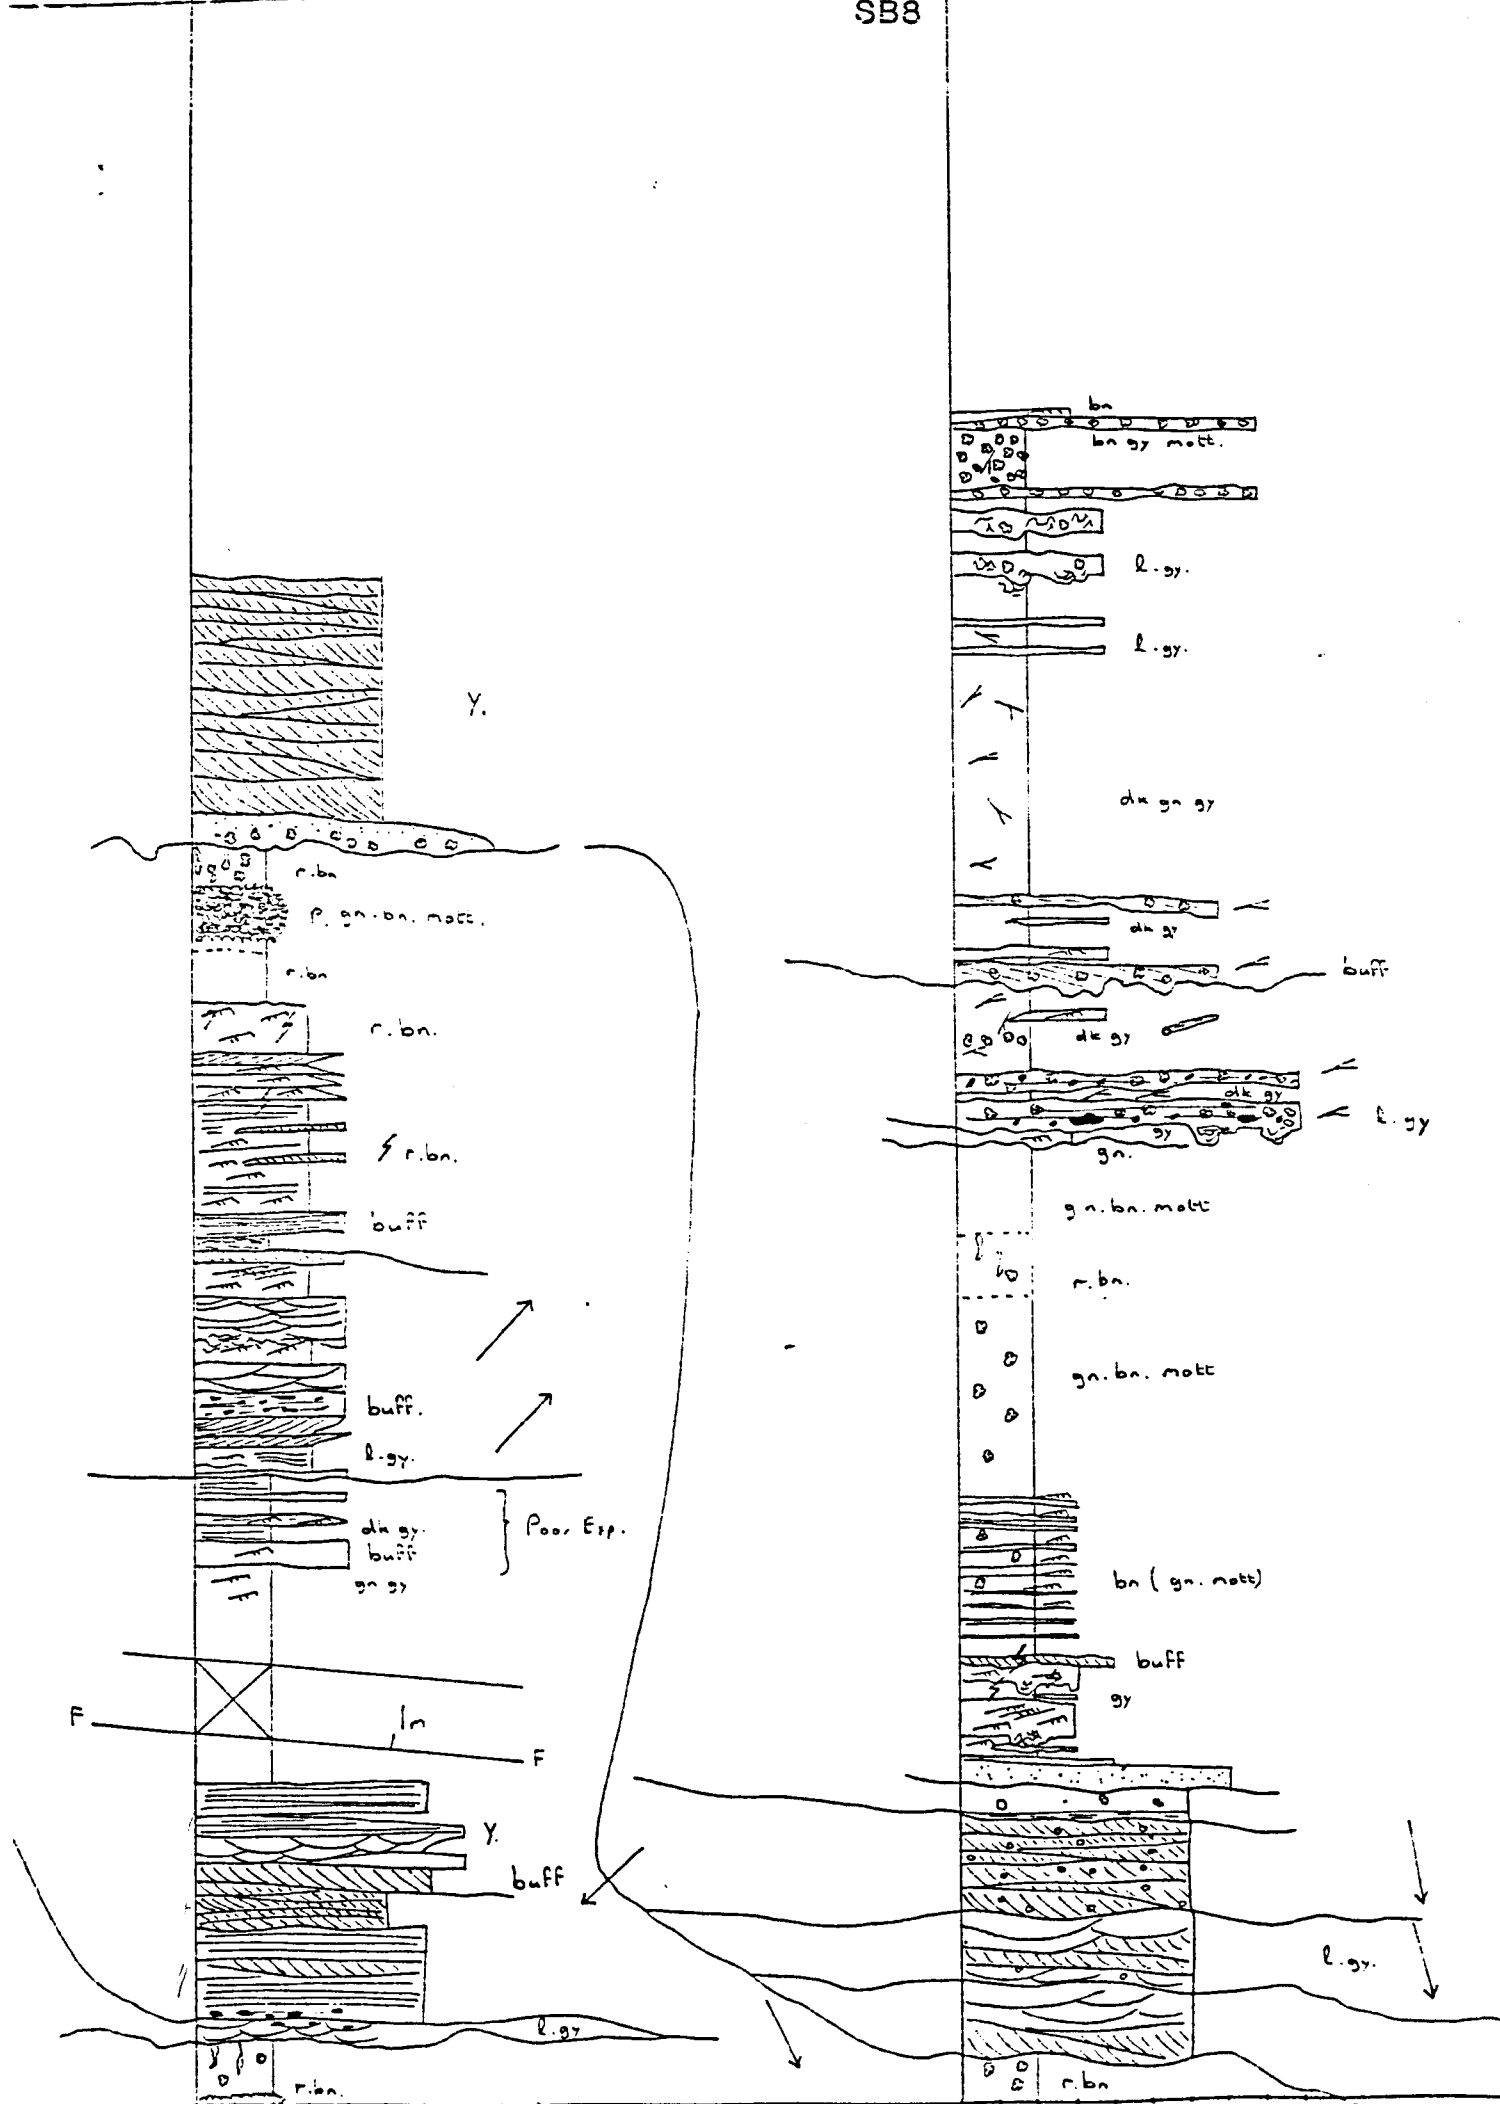 SB8
Y.
r.bn
P. gn.bn. mott.
r.bn
r.bn.
r.bn.
buff
buff.
l.gy.
dk gy.
buff
gn gy
Poor Exp.
F
1m
F
Y.
buff
l.gy
r.bn.
bn
bn gy mott.
l.gy.
l.gy.
dk gn gy
dk gy
buff
dk gy
dk gy
l.gy
gy
gn.
gn.bn.mott
r.bn.
gn.bn. mott
bn (gn.mott)
buff
gy
l.gy.
r.bn